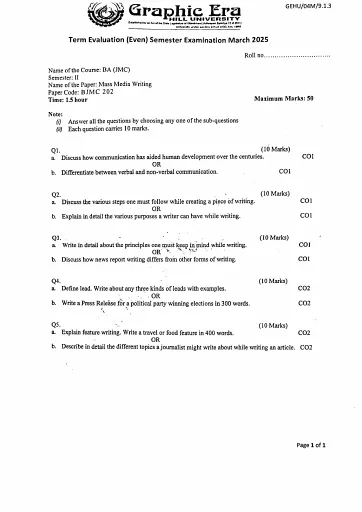 GEHU/04M/9.1.3
Graphic Era
HILL UNIVERSITY
Term Evaluation (Even) Semester Examination March 2025
Roll no..............................
Name of the Course: BA (JMC)
Semester: II
Name of the Paper: Mass Media Writing
Paper Code: BJMC 202
Time: 1.5 hour Maximum Marks: 50
Note:
(i) Answer all the questions by choosing any one of the sub-questions
(ii) Each question carries 10 marks.
Q1. (10 Marks)
a. Discuss how communication has aided human development over the centuries. CO1
OR
b. Differentiate between verbal and non-verbal communication. CO1
Q2. (10 Marks)
a. Discuss the various steps one must follow while creating a piece of writing. CO1
OR
b. Explain in detail the various purposes a writer can have while writing. CO1
Q3. (10 Marks)
a. Write in detail about the principles one must keep in mind while writing. CO1
OR
b. Discuss how news report writing differs from other forms of writing. CO1
Q4. (10 Marks)
a. Define lead. Write about any three kinds of leads with examples. CO2
OR
b. Write a Press Release for a political party winning elections in 300 words. CO2
Q5. (10 Marks)
a. Explain feature writing. Write a travel or food feature in 400 words. CO2
OR
b. Describe in detail the different topics a journalist might write about while writing an article. CO2
Page 1 of 1